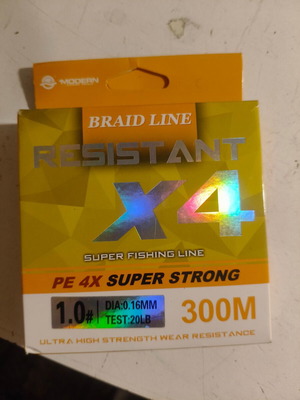 MODERN
BRAID LINE
RESISTANT
X4
SUPER FISHING LINE
PE 4X SUPER STRONG
1.0# DIA:0.16MM
TEST:20LB
300M
ULTRA HIGH STRENGTH WEAR RESISTANCE